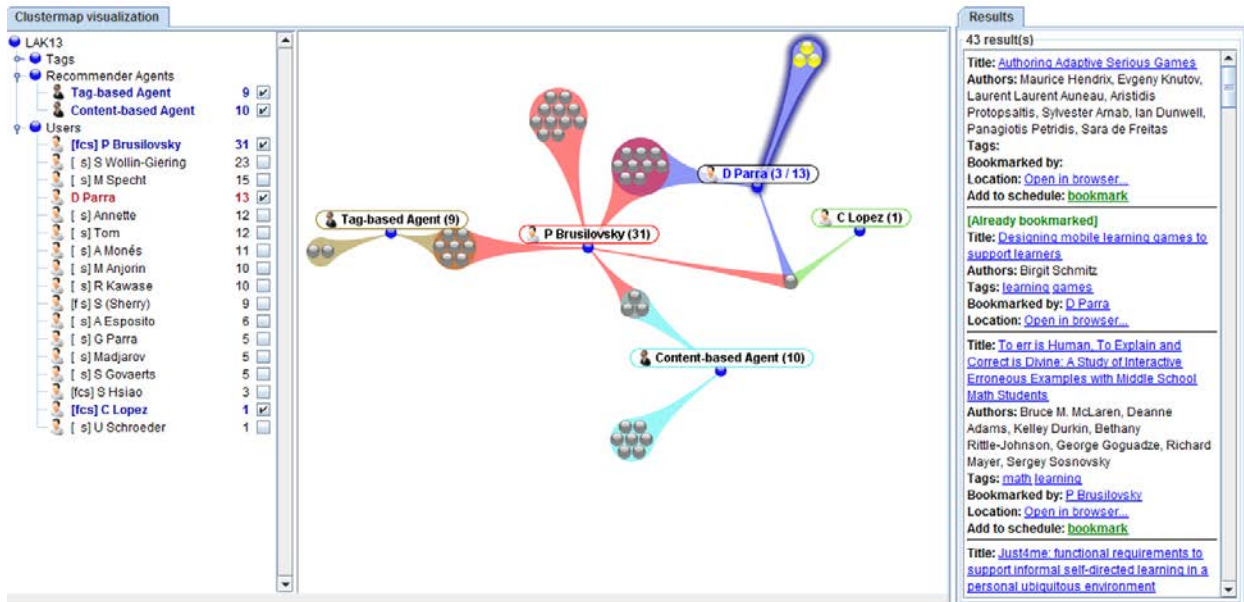 Clustermap visualization
LAK13
Tags
Recommender Agents
Tag-based Agent 9
Content-based Agent 10
Users
[fcs] P Brusilovsky 31
[ s] S Wollin-Giering 23
[ s] M Specht 15
D Parra 13
[ s] Annette 12
[ s] Tom 12
[ s] A Monés 11
[ s] M Anjorin 10
[ s] R Kawase 10
[f s] S (Sherry) 9
[ s] A Esposito 6
[ s] G Parra 5
[ s] Madjarov 5
[ s] S Govaerts 5
[fcs] S Hsiao 3
[fcs] C Lopez 1
[ s] U Schroeder 1
D Parra (3 / 13)
C Lopez (1)
Tag-based Agent (9)
P Brusilovsky (31)
Content-based Agent (10)
Results
43 result(s)
Title: Authoring Adaptive Serious Games
Authors: Maurice Hendrix, Evgeny Knutov,
Laurent Laurent Auneau, Aristidis
Protopsaltis, Sylvester Arnab, Ian Dunwell,
Panagiotis Petridis, Sara de Freitas
Tags:
Bookmarked by:
Location: Open in browser...
Add to schedule: bookmark
[Already bookmarked]
Title: Designing mobile learning games to
support learners
Authors: Birgit Schmitz
Tags: learning games
Bookmarked by: D Parra
Location: Open in browser...
Title: To err is Human, To Explain and
Correct is Divine: A Study of Interactive
Erroneous Examples with Middle School
Math Students
Authors: Bruce M. McLaren, Deanne
Adams, Kelley Durkin, Bethany
Rittle-Johnson, George Goguadze, Richard
Mayer, Sergey Sosnovsky
Tags: math learning
Bookmarked by: P Brusilovsky
Location: Open in browser...
Add to schedule: bookmark
Title: Just4me: functional requirements to
support informal self-directed learning in a
personal ubiquitous environment